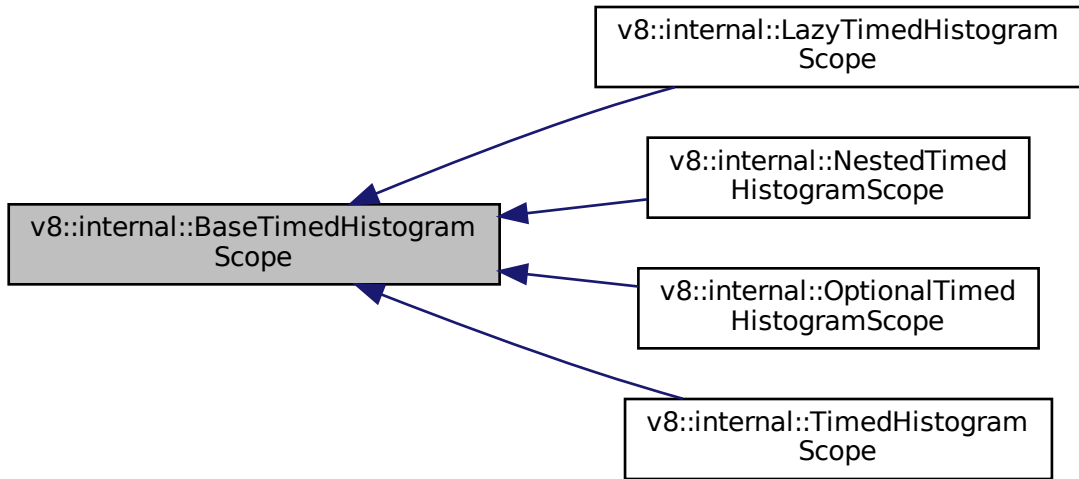 v8::internal::LazyTimedHistogram
Scope
v8::internal::NestedTimed
HistogramScope
v8::internal::BaseTimedHistogram
Scope
v8::internal::OptionalTimed
HistogramScope
v8::internal::TimedHistogram
Scope